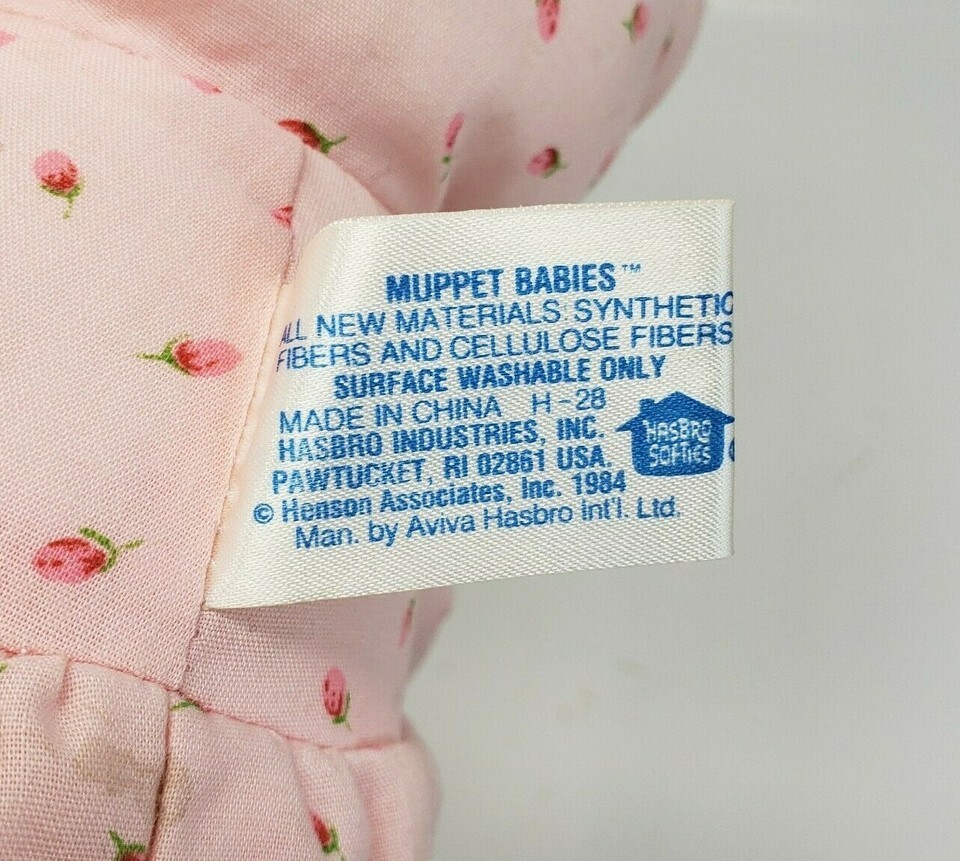 MUPPET BABIES™
ALL NEW MATERIALS SYNTHETIC
FIBERS AND CELLULOSE FIBERS
SURFACE WASHABLE ONLY
MADE IN CHINA H-28
HASBRO INDUSTRIES, INC.
PAWTUCKET, RI 02861 USA.
© Henson Associates, Inc. 1984
Man. by Aviva Hasbro Int'l. Ltd.
HASBRO
SOFTIES